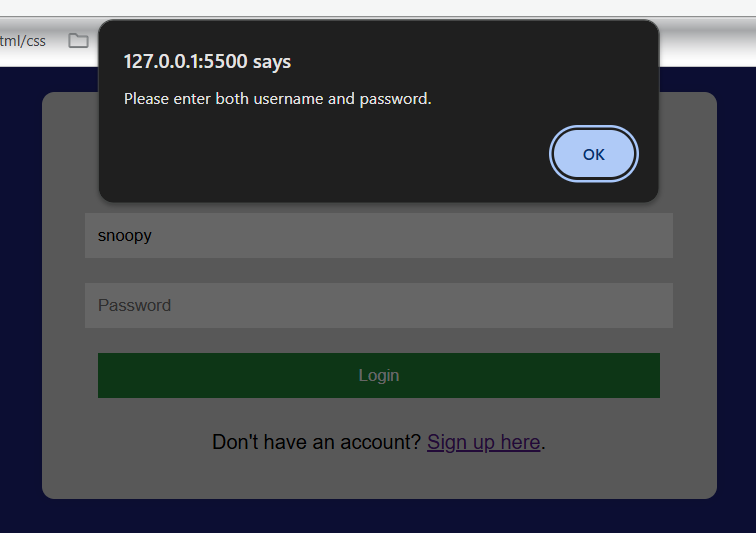 tml/css
127.0.0.1:5500 says
Please enter both username and password.
OK
snoopy
Password
Login
Don't have an account? Sign up here.